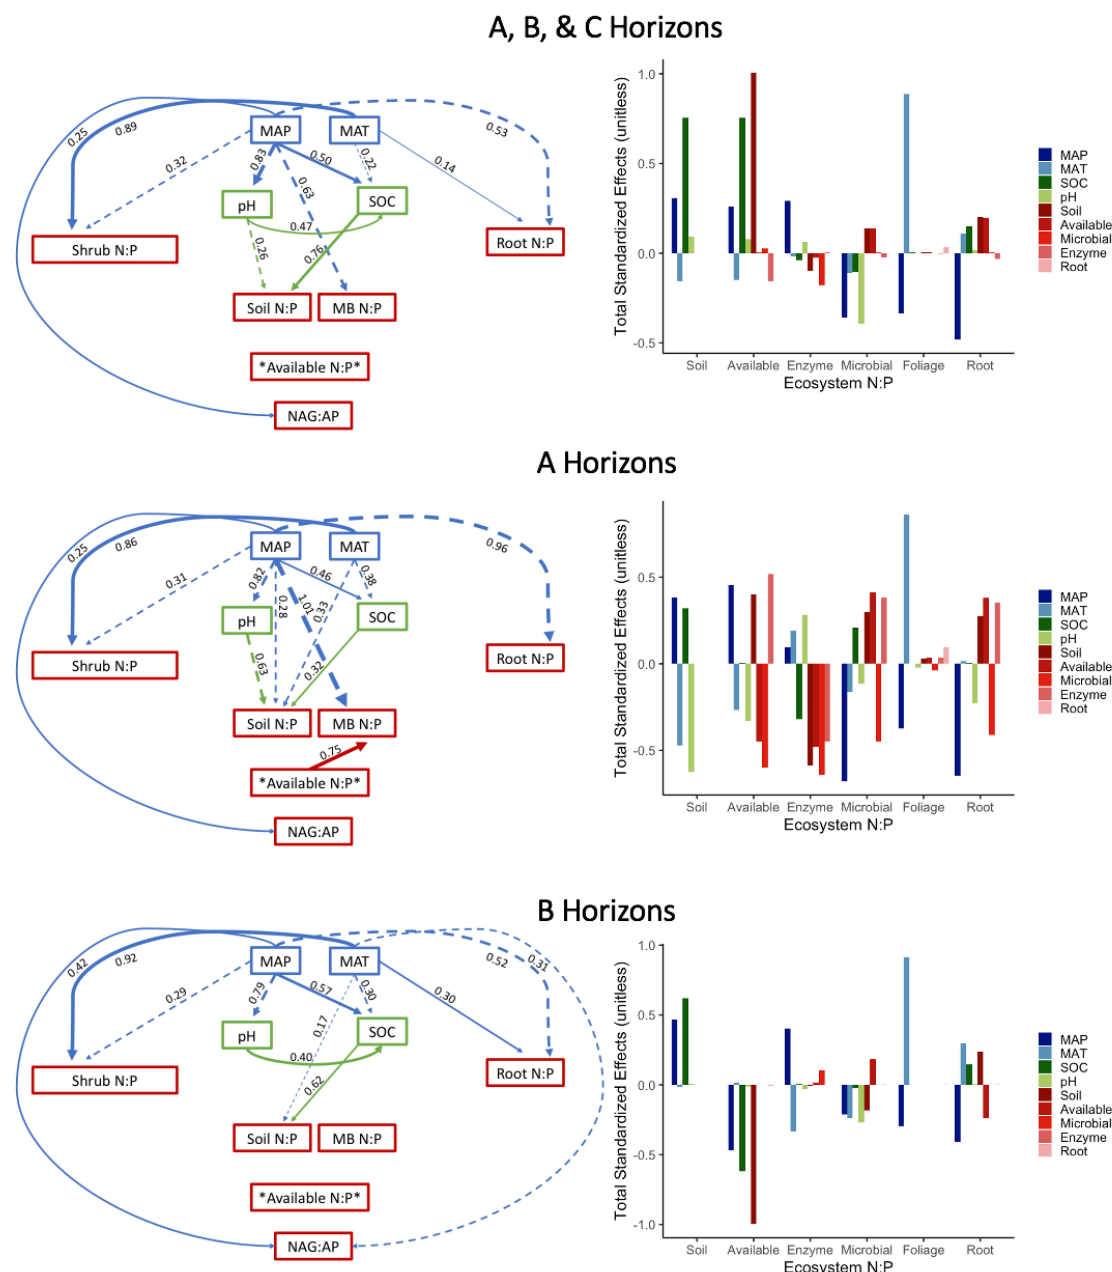 A, B, & C Horizons
0.25
0.89
0.32
MAP
MAT
0.53
0.83
0.50
0.22
0.14
0.63
pH
SOC
0.47
Shrub N:P
Root N:P
0.26
0.76
Soil N:P
MB N:P
*Available N:P*
NAG:AP
Total Standardized Effects (unitless)
1.0
0.5
0.0
-0.5
Soil Available Enzyme Microbial Foliage Root
Ecosystem N:P
MAP
MAT
SOC
pH
Soil
Available
Microbial
Enzyme
Root
A Horizons
0.25
0.86
0.31
MAP
MAT
0.96
0.82
0.46
0.38
0.28
1.01
0.33
pH
SOC
Shrub N:P
Root N:P
0.63
0.32
Soil N:P
MB N:P
0.75
*Available N:P*
NAG:AP
Total Standardized Effects (unitless)
0.5
0.0
-0.5
Soil Available Enzyme Microbial Foliage Root
Ecosystem N:P
MAP
MAT
SOC
pH
Soil
Available
Microbial
Enzyme
Root
B Horizons
0.42
0.92
0.29
MAP
MAT
0.52
0.31
0.79
0.57
0.30
0.30
0.17
pH
SOC
0.40
Shrub N:P
Root N:P
0.62
Soil N:P
MB N:P
*Available N:P*
NAG:AP
Total Standardized Effects (unitless)
1.0
0.5
0.0
-0.5
-1.0
Soil Available Enzyme Microbial Foliage Root
Ecosystem N:P
MAP
MAT
SOC
pH
Soil
Available
Microbial
Enzyme
Root